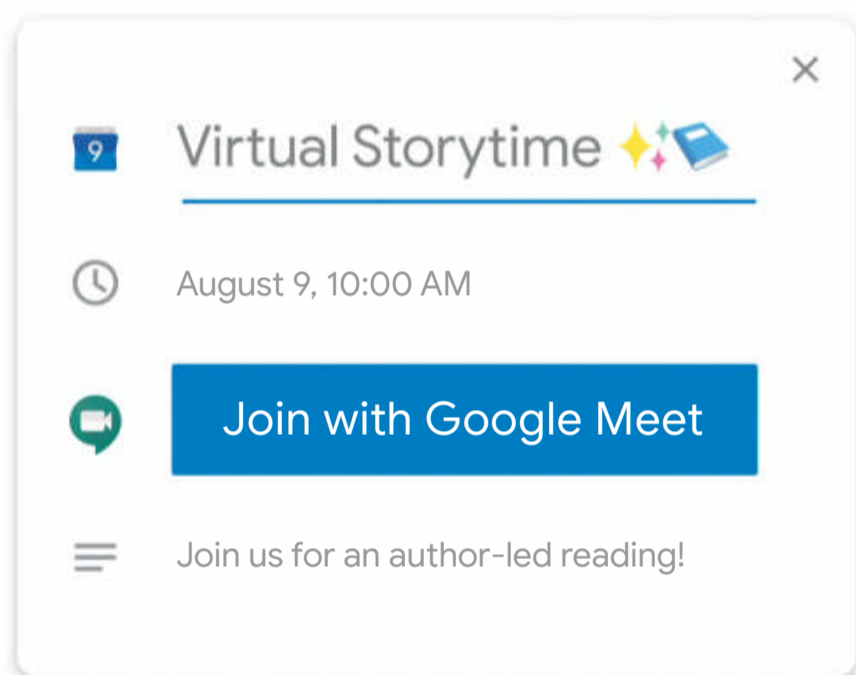 9
Virtual Storytime ✨📘
August 9, 10:00 AM
Join with Google Meet
Join us for an author-led reading!